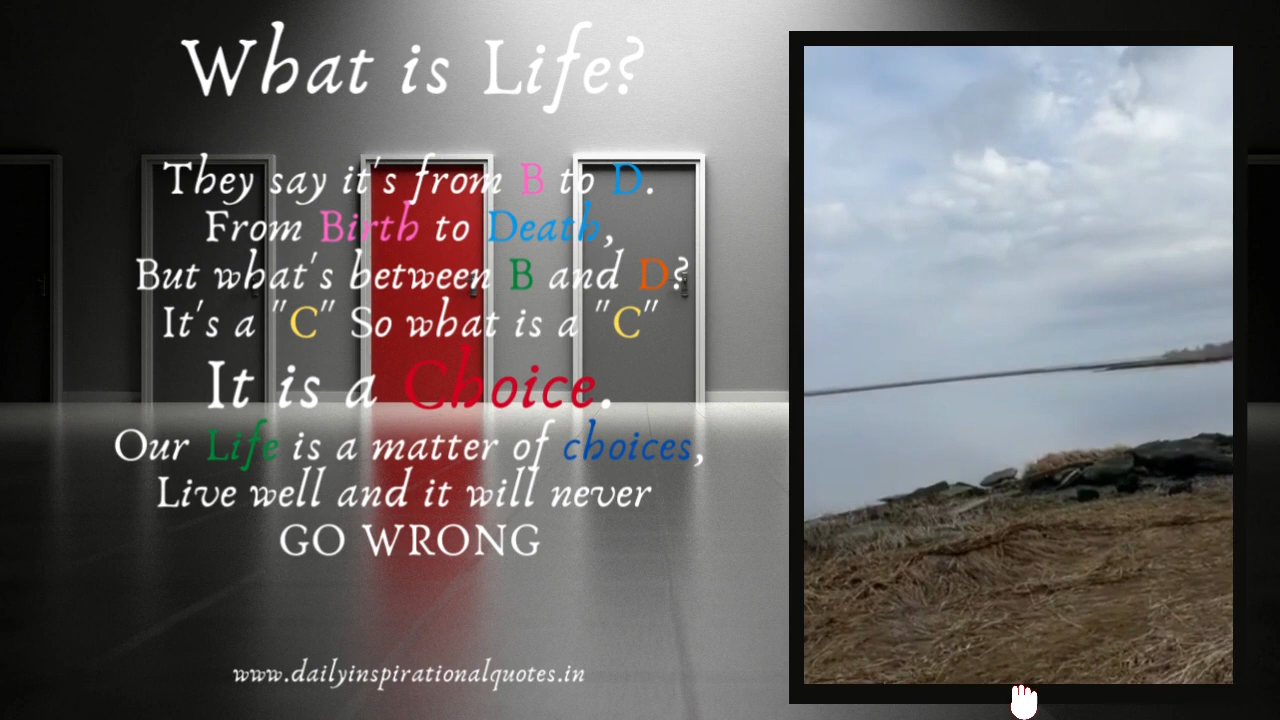 What is Life?
They say it's from B to D.
From Birth to Death,
But what's between B and D?
It's a "C" So what is a "C"
It is a Choice.
Our Life is a matter of choices,
Live well and it will never
GO WRONG
www.dailyinspirationalquotes.in